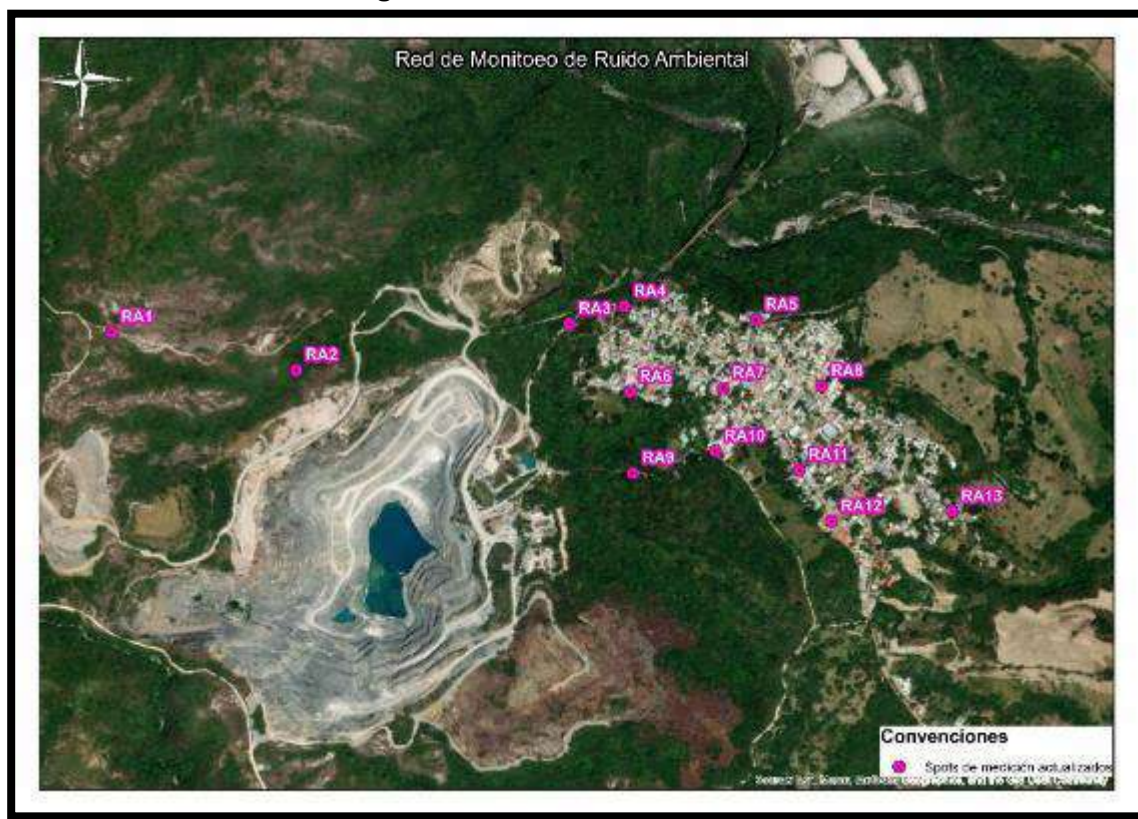 Red de Monitoeo de Ruido Ambiental
RA1
RA2
RA3
RA4
RA5
RA6
RA7
RA8
RA9
RA10
RA11
RA12
RA13
Convenciones
Spots de medición actualizados